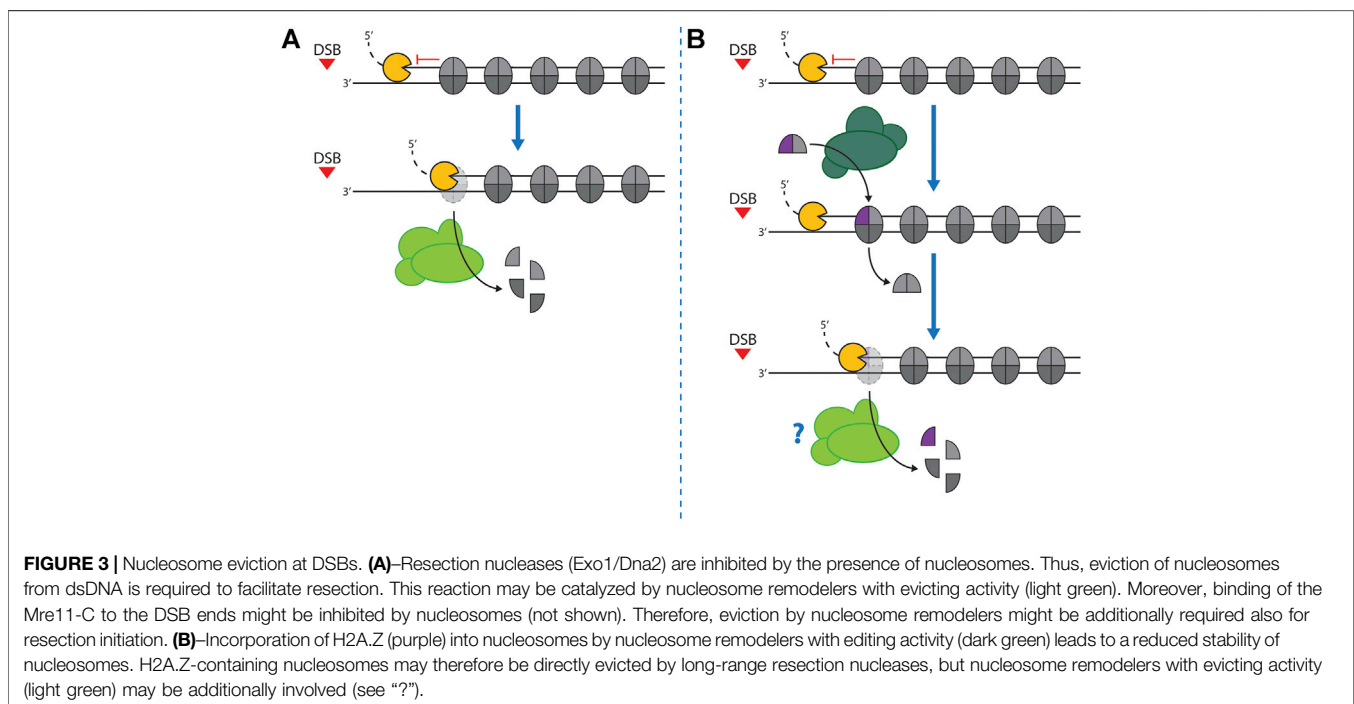 A
B
DSB
5'
3'
DSB
5'
3'
DSB
5'
3'
DSB
5'
3'
DSB
5'
3'
?
FIGURE 3 | Nucleosome eviction at DSBs. (A)–Resection nucleases (Exo1/Dna2) are inhibited by the presence of nucleosomes. Thus, eviction of nucleosomes
from dsDNA is required to facilitate resection. This reaction may be catalyzed by nucleosome remodelers with evicting activity (light green). Moreover, binding of the
Mre11-C to the DSB ends might be inhibited by nucleosomes (not shown). Therefore, eviction by nucleosome remodelers might be additionally required also for
resection initiation. (B)–Incorporation of H2A.Z (purple) into nucleosomes by nucleosome remodelers with editing activity (dark green) leads to a reduced stability of
nucleosomes. H2A.Z-containing nucleosomes may therefore be directly evicted by long-range resection nucleases, but nucleosome remodelers with evicting activity
(light green) may be additionally involved (see “?”).